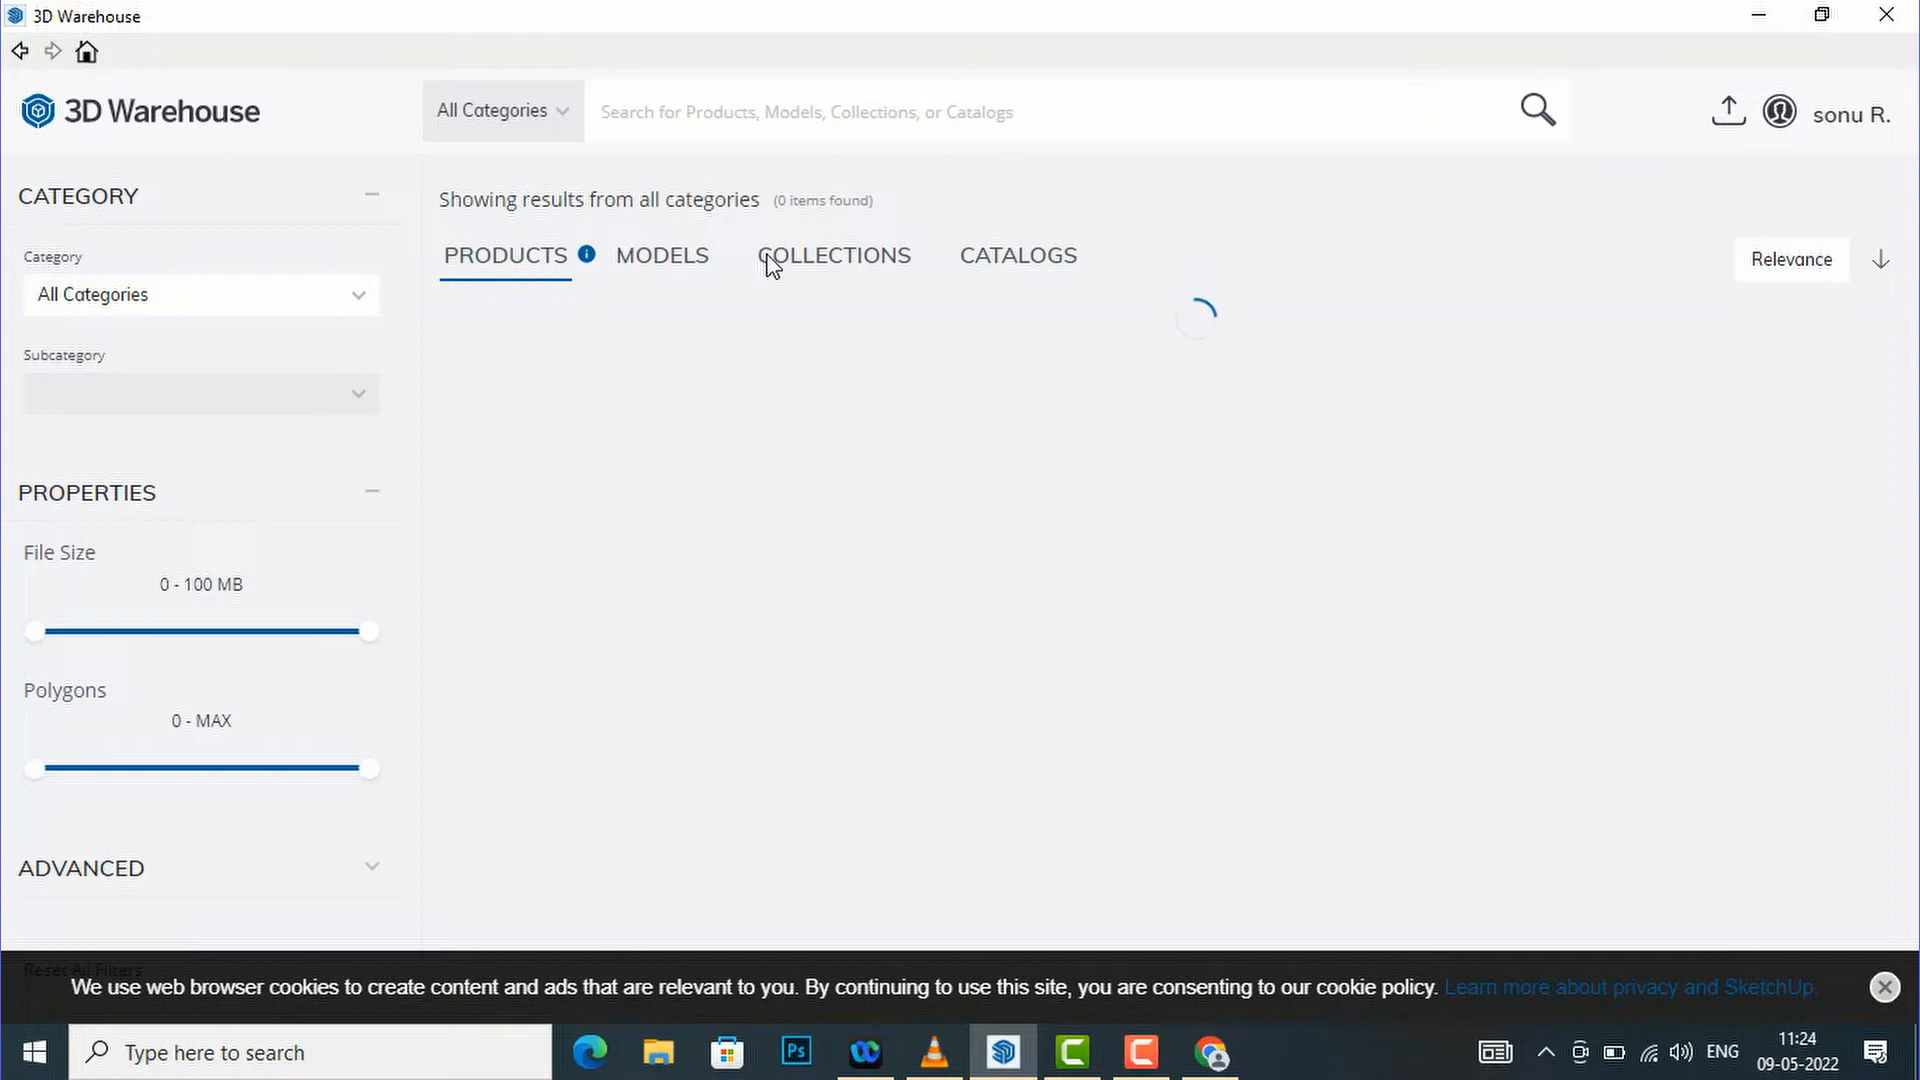 3D Warehouse
3D Warehouse
All Categories
Search for Products, Models, Collections, or Catalogs
sonu R.
CATEGORY
Category
All Categories
Subcategory
PROPERTIES
File Size
0 - 100 MB
Polygons
0 - MAX
ADVANCED
Reset All Filters
Showing results from all categories (0 items found)
PRODUCTS i MODELS COLLECTIONS CATALOGS
Relevance
We use web browser cookies to create content and ads that are relevant to you. By continuing to use this site, you are consenting to our cookie policy. Learn more about privacy and SketchUp.
Type here to search
Ps
ENG
11:24
09-05-2022